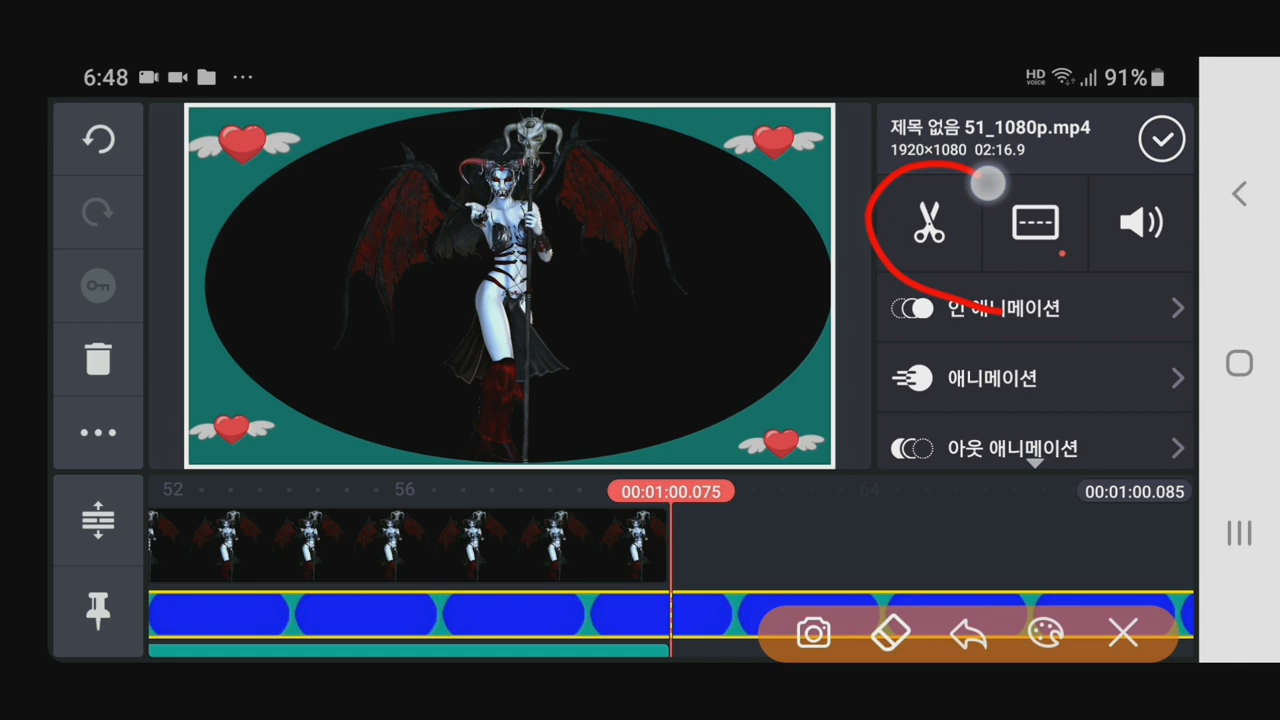 6:48
HD voice 91%
제목 없음 51_1080p.mp4
1920×1080 02:16.9
인 애니메이션
애니메이션
아웃 애니메이션
52 56 00:01:00.075 64 00:01:00.085